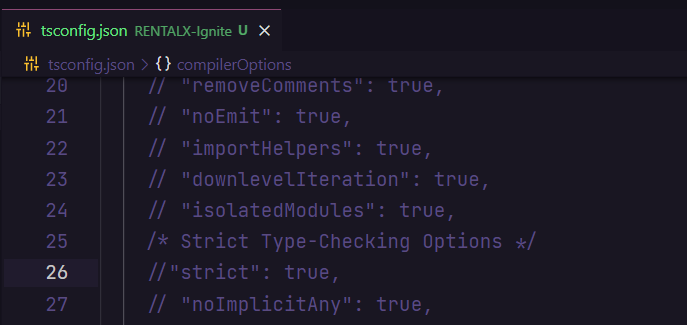 tsconfig.json RENTALX-Ignite U ×
tsconfig.json > {} compilerOptions
20 // "removeComments": true,
21 // "noEmit": true,
22 // "importHelpers": true,
23 // "downlevelIteration": true,
24 // "isolatedModules": true,
25 /* Strict Type-Checking Options */
26 //"strict": true,
27 // "noImplicitAny": true,